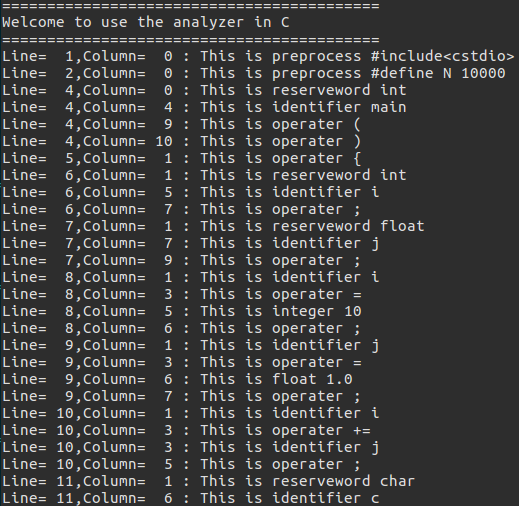 ==========================================
Welcome to use the analyzer in C
==========================================
Line=  1,Column=  0 : This is preprocess #include<cstdio>
Line=  2,Column=  0 : This is preprocess #define N 10000
Line=  4,Column=  0 : This is reserveword int
Line=  4,Column=  4 : This is identifier main
Line=  4,Column=  9 : This is operater (
Line=  4,Column= 10 : This is operater )
Line=  5,Column=  1 : This is operater {
Line=  6,Column=  1 : This is reserveword int
Line=  6,Column=  5 : This is identifier i
Line=  6,Column=  7 : This is operater ;
Line=  7,Column=  1 : This is reserveword float
Line=  7,Column=  7 : This is identifier j
Line=  7,Column=  9 : This is operater ;
Line=  8,Column=  1 : This is identifier i
Line=  8,Column=  3 : This is operater =
Line=  8,Column=  5 : This is integer 10
Line=  8,Column=  6 : This is operater ;
Line=  9,Column=  1 : This is identifier j
Line=  9,Column=  3 : This is operater =
Line=  9,Column=  6 : This is float 1.0
Line=  9,Column=  7 : This is operater ;
Line= 10,Column=  1 : This is identifier i
Line= 10,Column=  3 : This is operater +=
Line= 10,Column=  3 : This is identifier j
Line= 10,Column=  5 : This is operater ;
Line= 11,Column=  1 : This is reserveword char
Line= 11,Column=  6 : This is identifier c